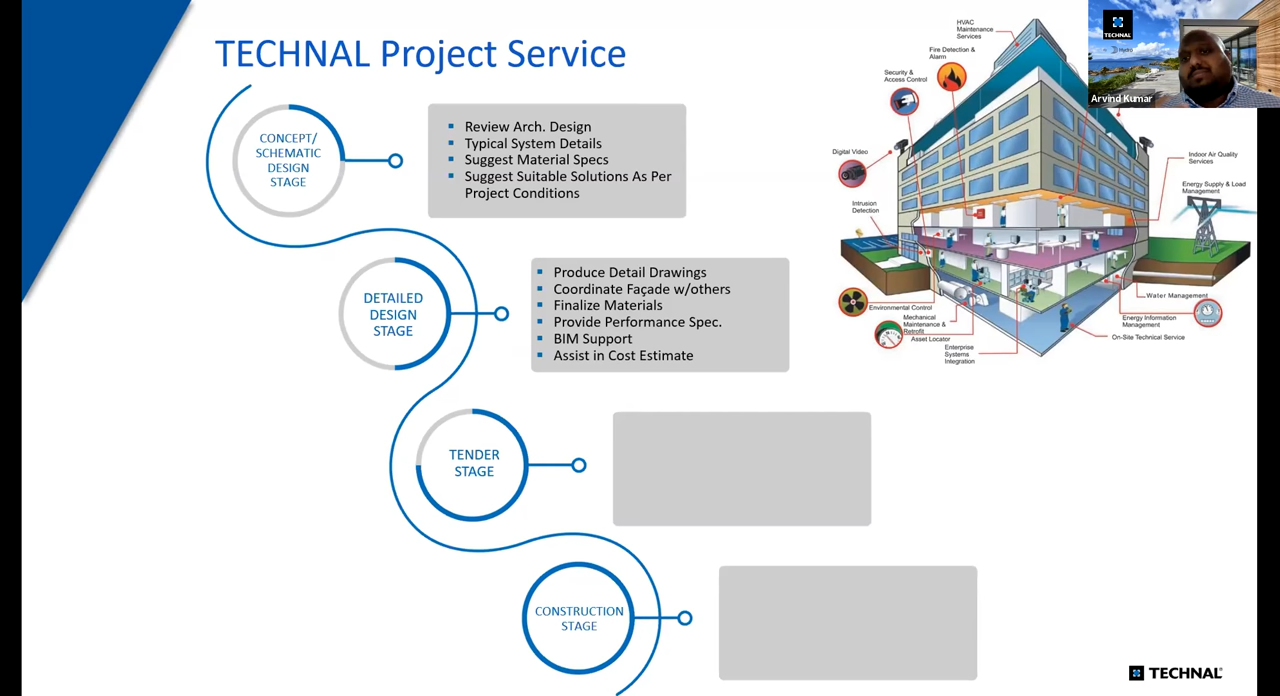 TECHNAL Project Service
CONCEPT/
SCHEMATIC
DESIGN
STAGE
Review Arch. Design
Typical System Details
Suggest Material Specs
Suggest Suitable Solutions As Per
Project Conditions
DETAILED
DESIGN
STAGE
Produce Detail Drawings
Coordinate Façade w/others
Finalize Materials
Provide Performance Spec.
BIM Support
Assist in Cost Estimate
TENDER
STAGE
CONSTRUCTION
STAGE
HVAC
Maintenance
Services
Fire Detection &
Alarm
Security &
Access Control
Digital Video
Intrusion
Detection
Indoor Air Quality
Services
Energy Supply & Load
Management
Environmental Control
Mechanical
Maintenance &
Retrofit
Asset Locator
Enterprise
Systems
Integration
Water Management
Energy Information
Management
On-Site Technical Service
TECHNAL
Hydro
Arvind Kumar
TECHNAL